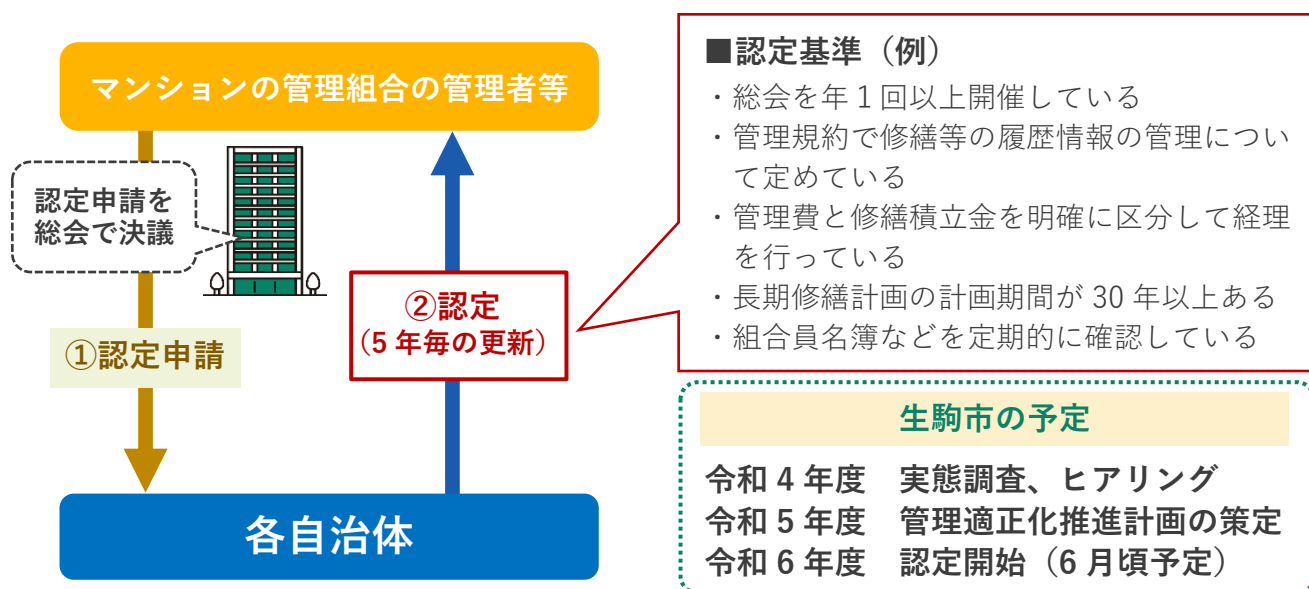 マンションの管理組合の管理者等
認定申請を
総会で決議
①認定申請
②認定
（5年毎の更新）
各自治体
■認定基準（例）
・総会を年1回以上開催している
・管理規約で修繕等の履歴情報の管理につい
て定めている
・管理費と修繕積立金を明確に区分して経理
を行っている
・長期修繕計画の計画期間が30年以上ある
・組合員名簿などを定期的に確認している
生駒市の予定
令和4年度　実態調査、ヒアリング
令和5年度　管理適正化推進計画の策定
令和6年度　認定開始（6月頃予定）